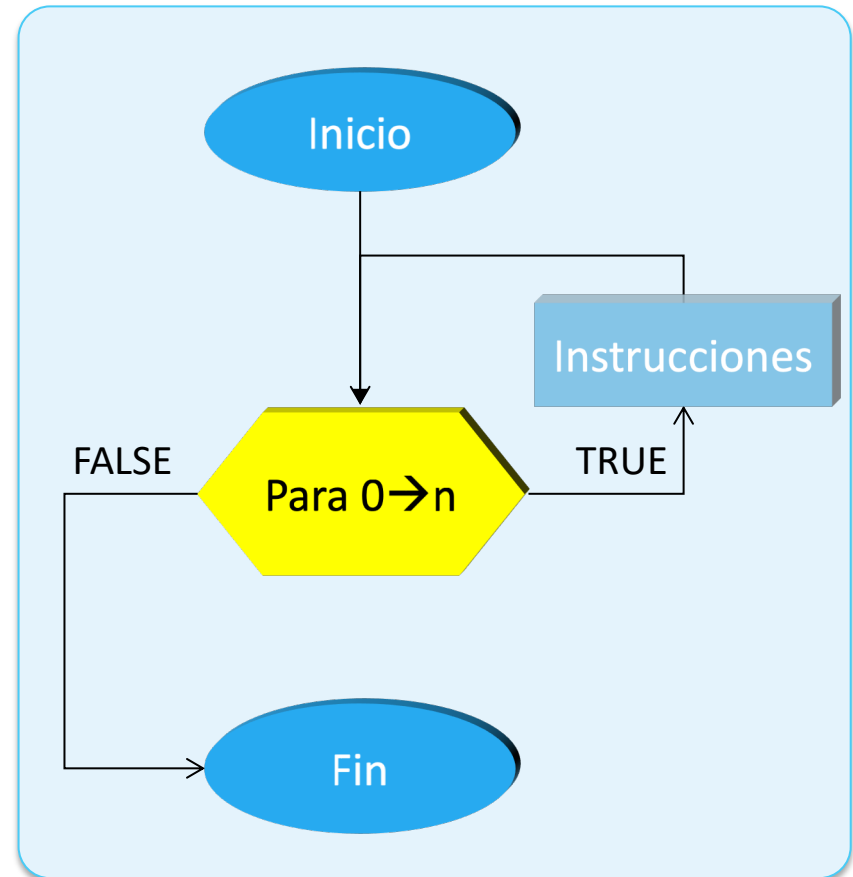 Inicio
Instrucciones
FALSE
TRUE
Para 0→n
Fin